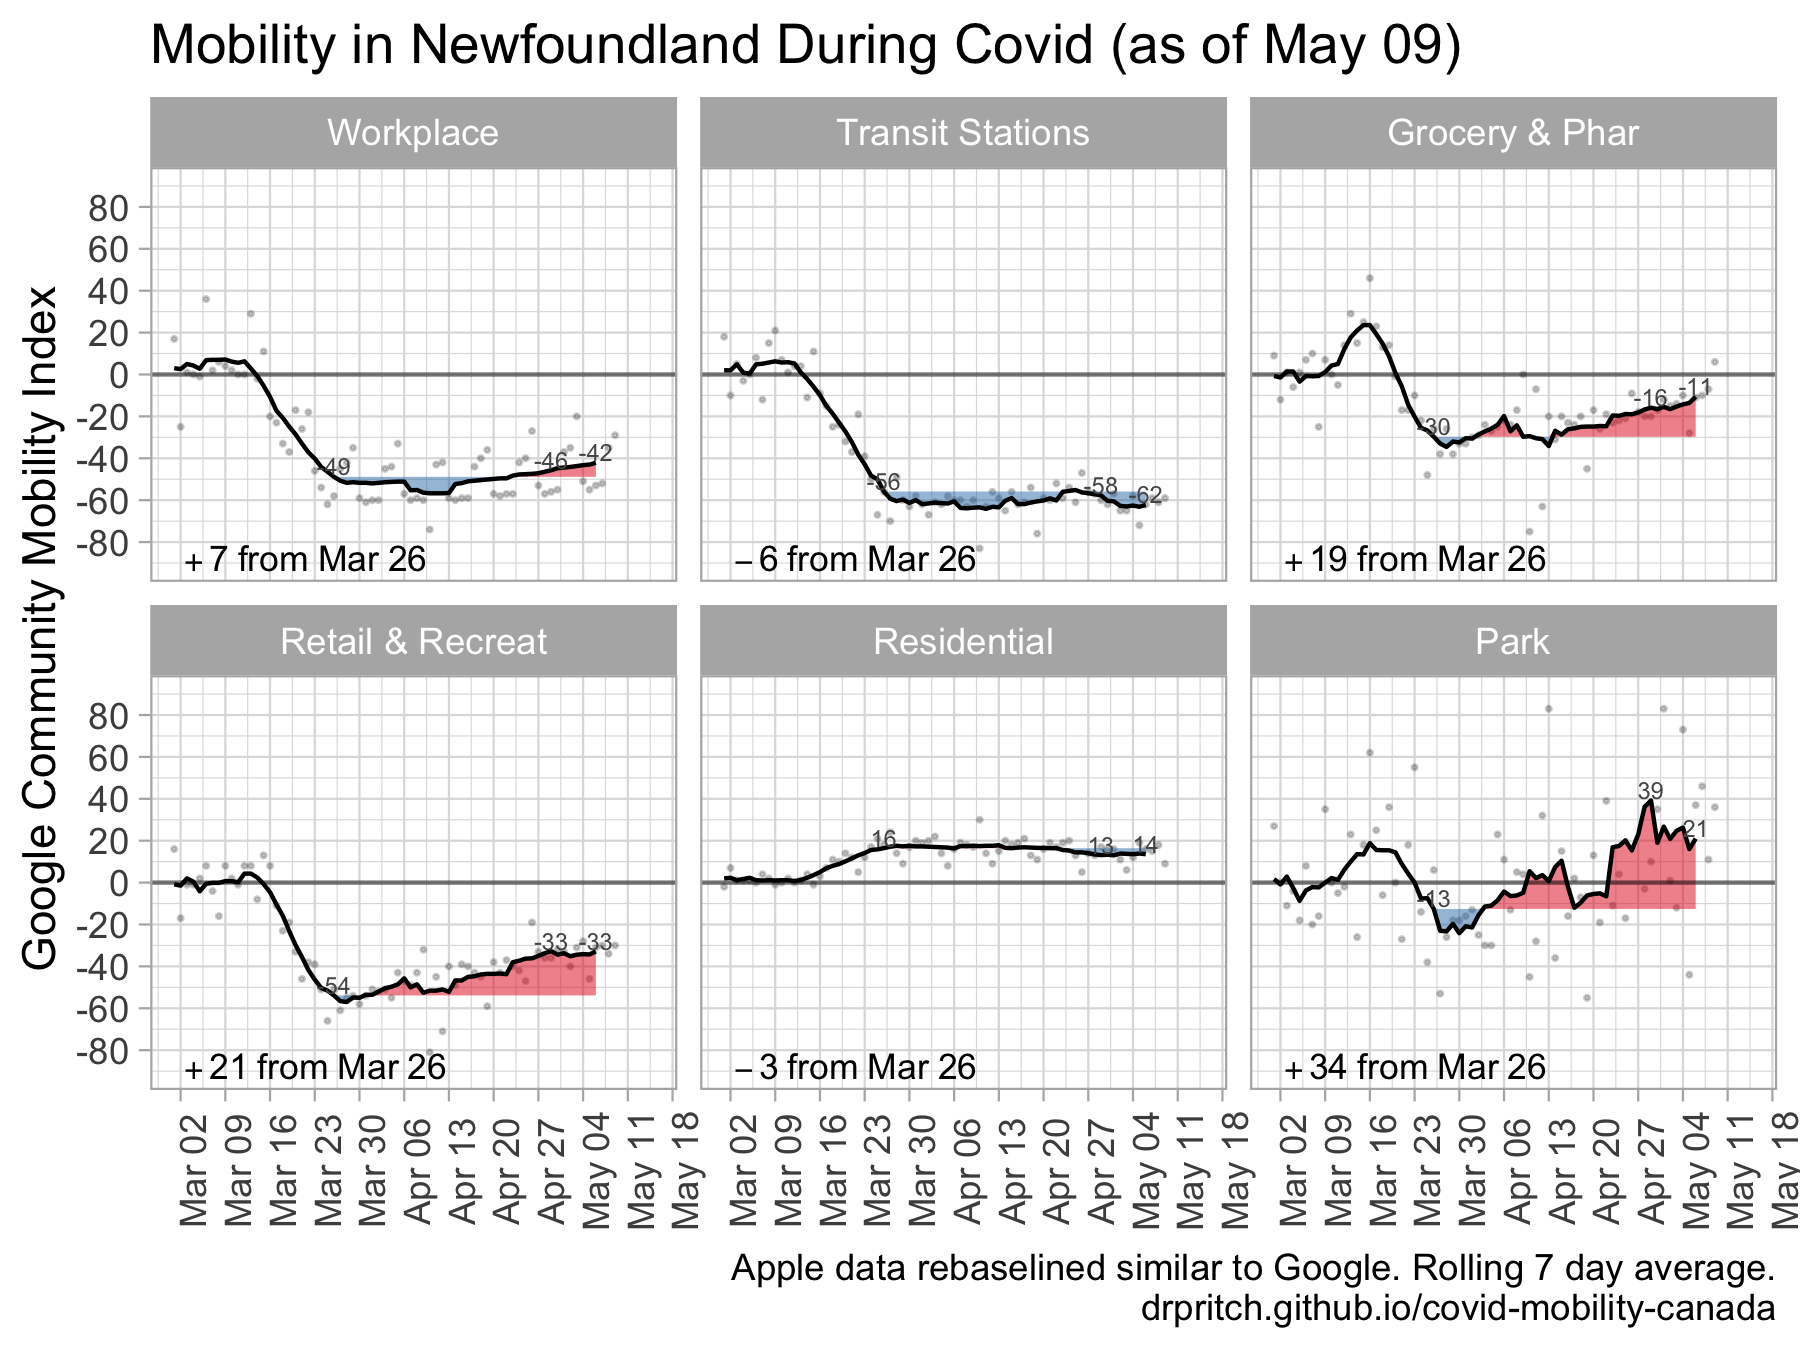 Mobility in Newfoundland During Covid (as of May 09)
Google Community Mobility Index
Workplace
Transit Stations
Grocery & Phar
80
60
40
20
0
-20
-40
-60
-80
-49
-46
-42
+ 7 from Mar 26
-56
-58
-62
– 6 from Mar 26
-30
-16
-11
+ 19 from Mar 26
Retail & Recreat
Residential
Park
80
60
40
20
0
-20
-40
-60
-80
-54
-33
-33
+ 21 from Mar 26
16
13
14
– 3 from Mar 26
-13
39
21
+ 34 from Mar 26
Mar 02
Mar 09
Mar 16
Mar 23
Mar 30
Apr 06
Apr 13
Apr 20
Apr 27
May 04
May 11
May 18
Mar 02
Mar 09
Mar 16
Mar 23
Mar 30
Apr 06
Apr 13
Apr 20
Apr 27
May 04
May 11
May 18
Mar 02
Mar 09
Mar 16
Mar 23
Mar 30
Apr 06
Apr 13
Apr 20
Apr 27
May 04
May 11
May 18
Apple data rebaselined similar to Google. Rolling 7 day average.
drpritch.github.io/covid-mobility-canada